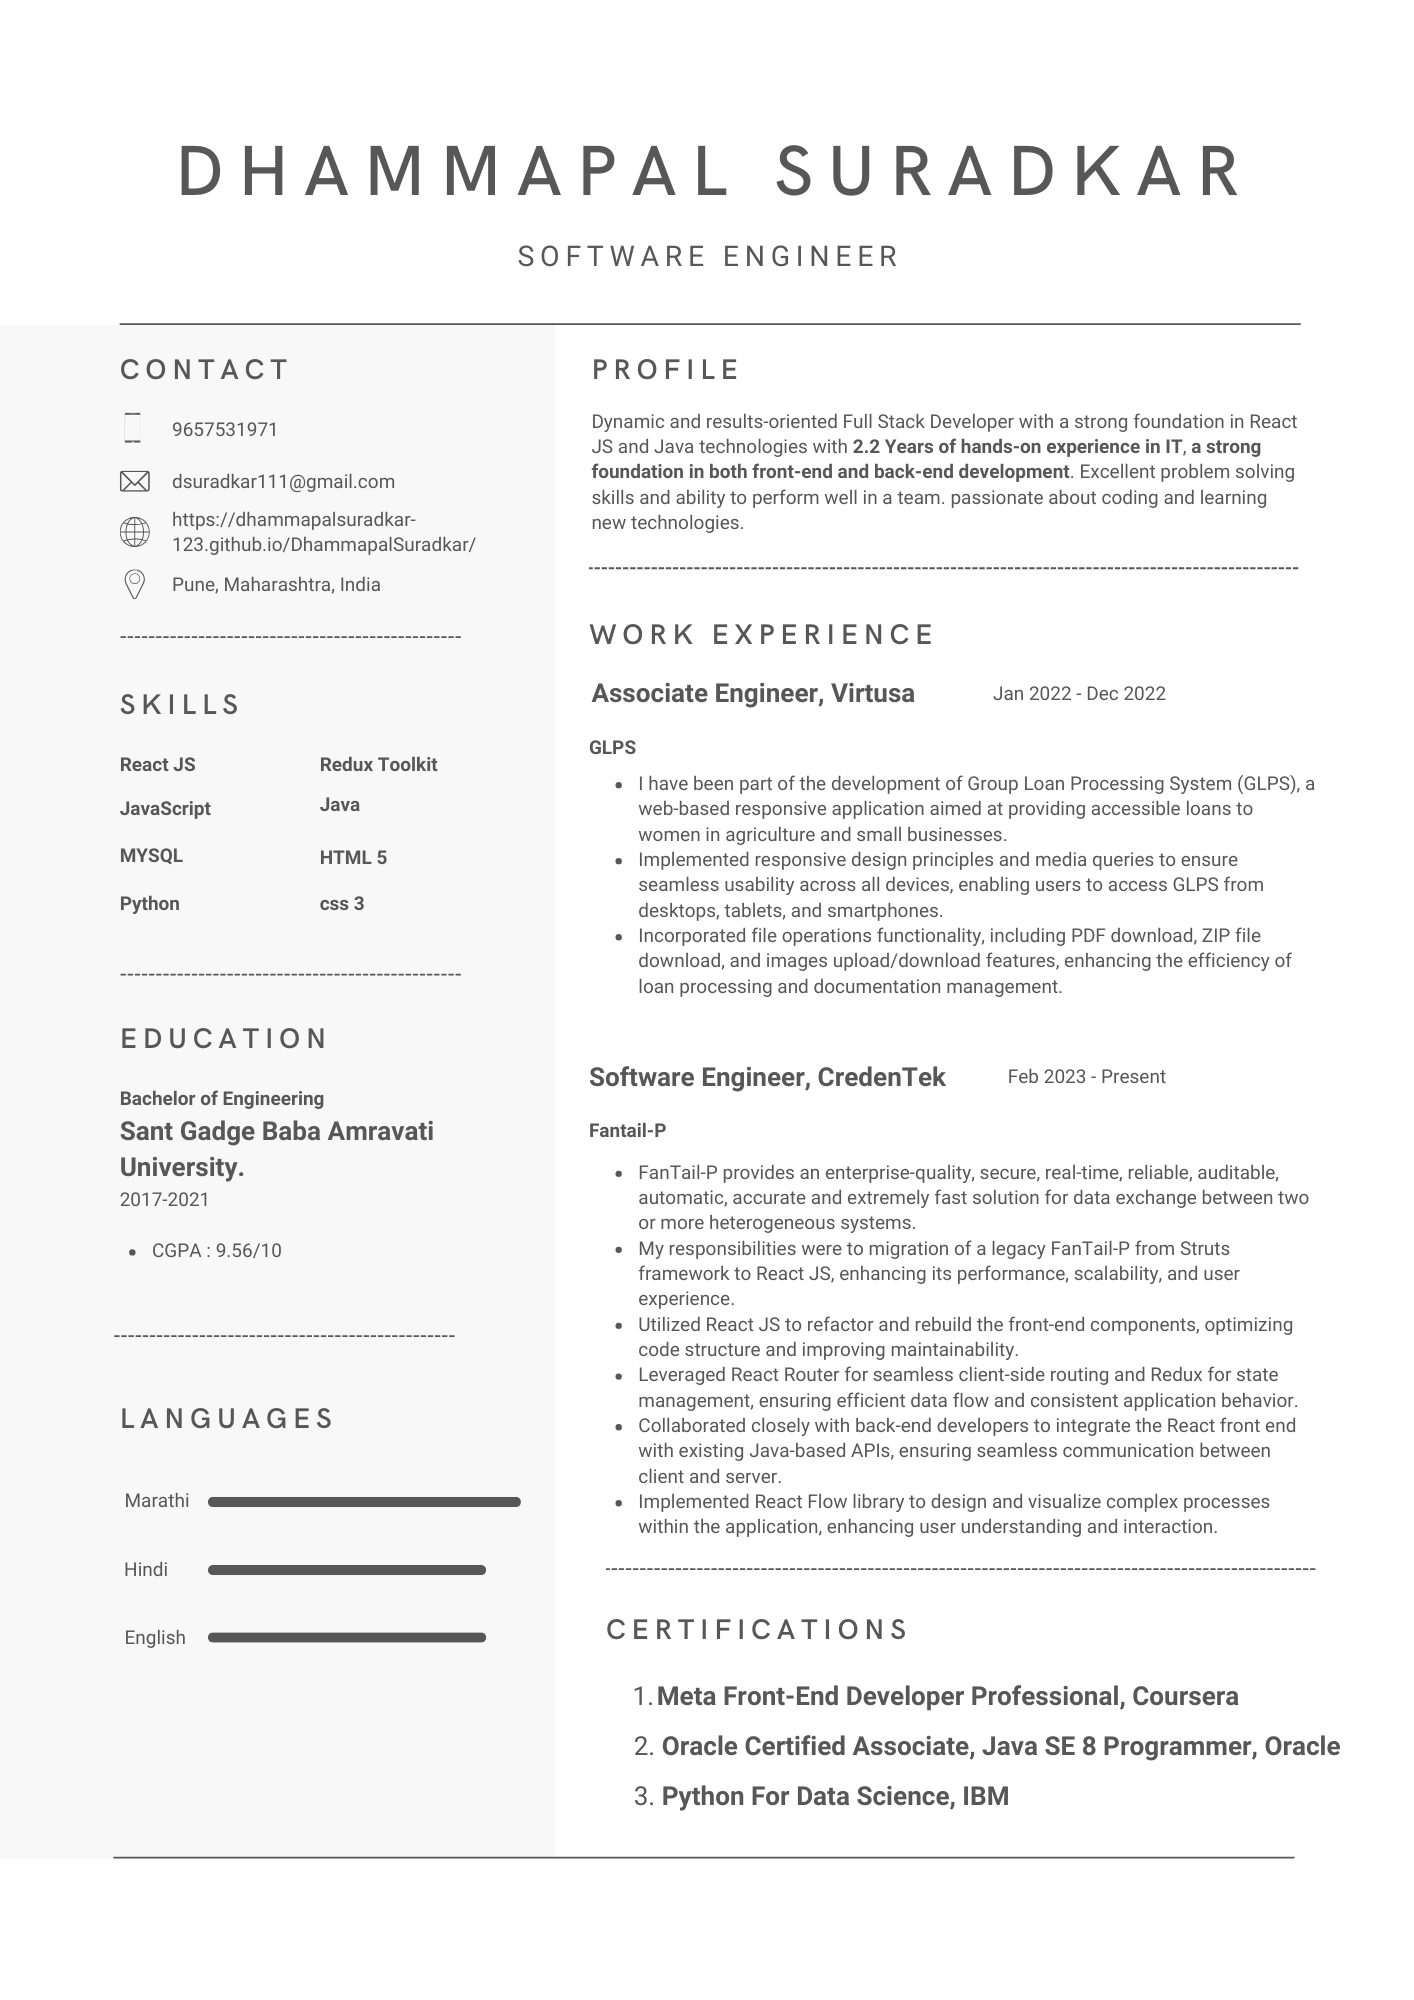 DHAMMAPAL SURADKAR
SOFTWARE ENGINEER
CONTACT
9657531971
dsuradkar111@gmail.com
https://dhammapalsuradkar-
123.github.io/DhammapalSuradkar/
Pune, Maharashtra, India
------------------------------------------------
SKILLS
React JS Redux Toolkit
JavaScript Java
MYSQL HTML 5
Python css 3
------------------------------------------------
EDUCATION
Bachelor of Engineering
Sant Gadge Baba Amravati
University.
2017-2021
• CGPA : 9.56/10
------------------------------------------------
LANGUAGES
Marathi
Hindi
English
PROFILE
Dynamic and results-oriented Full Stack Developer with a strong foundation in React
JS and Java technologies with 2.2 Years of hands-on experience in IT, a strong
foundation in both front-end and back-end development. Excellent problem solving
skills and ability to perform well in a team. passionate about coding and learning
new technologies.
----------------------------------------------------------------------------------------------------
WORK EXPERIENCE
Associate Engineer, Virtusa Jan 2022 - Dec 2022
GLPS
• I have been part of the development of Group Loan Processing System (GLPS), a
web-based responsive application aimed at providing accessible loans to
women in agriculture and small businesses.
• Implemented responsive design principles and media queries to ensure
seamless usability across all devices, enabling users to access GLPS from
desktops, tablets, and smartphones.
• Incorporated file operations functionality, including PDF download, ZIP file
download, and images upload/download features, enhancing the efficiency of
loan processing and documentation management.
Software Engineer, CredenTek Feb 2023 - Present
Fantail-P
• FanTail-P provides an enterprise-quality, secure, real-time, reliable, auditable,
automatic, accurate and extremely fast solution for data exchange between two
or more heterogeneous systems.
• My responsibilities were to migration of a legacy FanTail-P from Struts
framework to React JS, enhancing its performance, scalability, and user
experience.
• Utilized React JS to refactor and rebuild the front-end components, optimizing
code structure and improving maintainability.
• Leveraged React Router for seamless client-side routing and Redux for state
management, ensuring efficient data flow and consistent application behavior.
• Collaborated closely with back-end developers to integrate the React front end
with existing Java-based APIs, ensuring seamless communication between
client and server.
• Implemented React Flow library to design and visualize complex processes
within the application, enhancing user understanding and interaction.
----------------------------------------------------------------------------------------------------
CERTIFICATIONS
1. Meta Front-End Developer Professional, Coursera
2. Oracle Certified Associate, Java SE 8 Programmer, Oracle
3. Python For Data Science, IBM